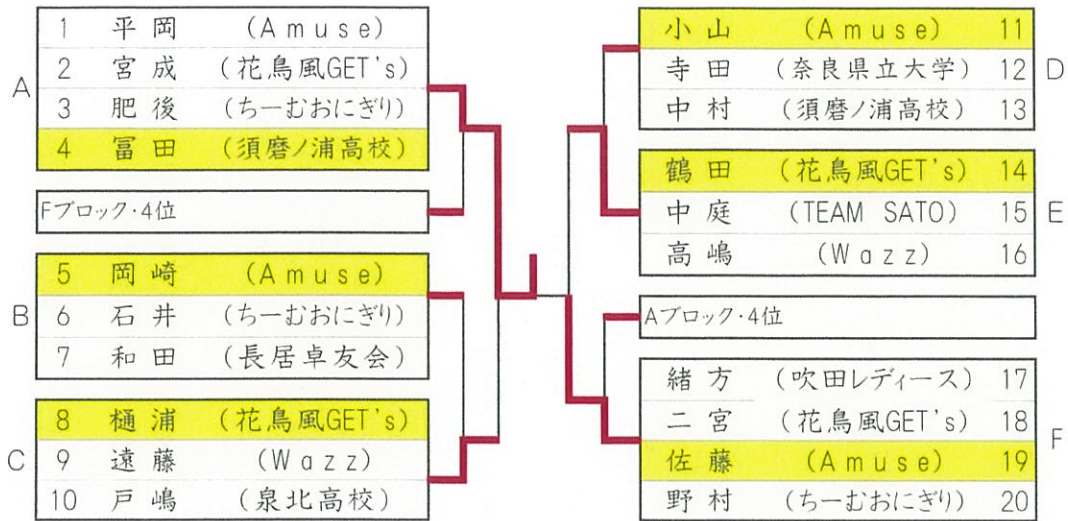 A
1 平岡 (Amuse)
2 宮成 (花鳥風GET's)
3 肥後 (ちーむおにぎり)
4 冨田 (須磨ノ浦高校)
Fブロック・4位
B
5 岡崎 (Amuse)
6 石井 (ちーむおにぎり)
7 和田 (長居卓友会)
C
8 樋浦 (花鳥風GET's)
9 遠藤 (Wazz)
10 戸嶋 (泉北高校)
小山 (Amuse) 11
寺田 (奈良県立大学) 12
中村 (須磨ノ浦高校) 13
D
鶴田 (花鳥風GET's) 14
中庭 (TEAM SATO) 15
高嶋 (Wazz) 16
E
Aブロック・4位
緒方 (吹田レディース) 17
二宮 (花鳥風GET's) 18
佐藤 (Amuse) 19
野村 (ちーむおにぎり) 20
F